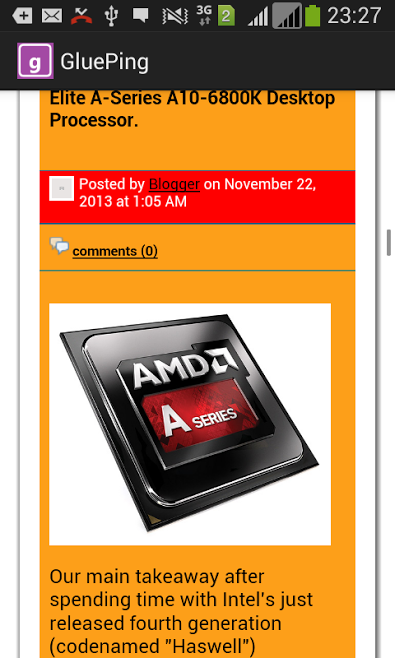 3G
2
23:27
g
GluePing
Elite A-Series A10-6800K Desktop
Processor.
Posted by Blogger on November 22,
2013 at 1:05 AM
comments (0)
AMD
A SERIES
Our main takeaway after
spending time with Intel's just
released fourth generation
(codenamed "Haswell")